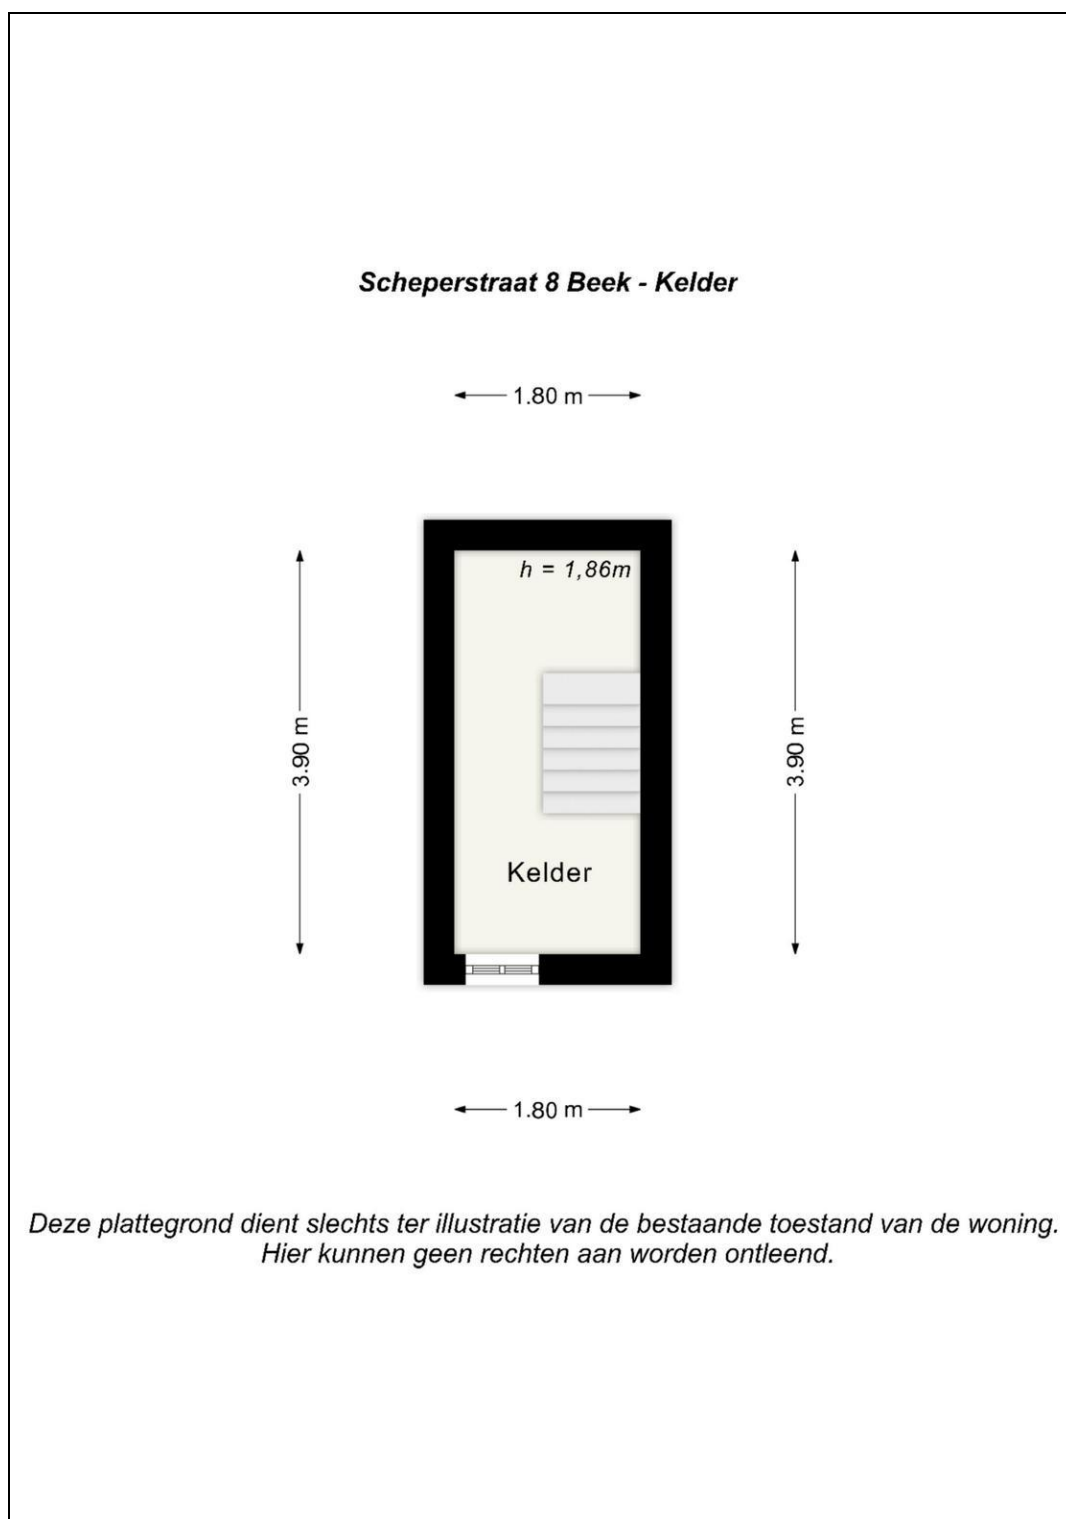 Scheperstraat 8 Beek - Kelder
1.80 m
h = 1,86m
3.90 m
3.90 m
Kelder
1.80 m
Deze plattegrond dient slechts ter illustratie van de bestaande toestand van de woning.
Hier kunnen geen rechten aan worden ontleend.